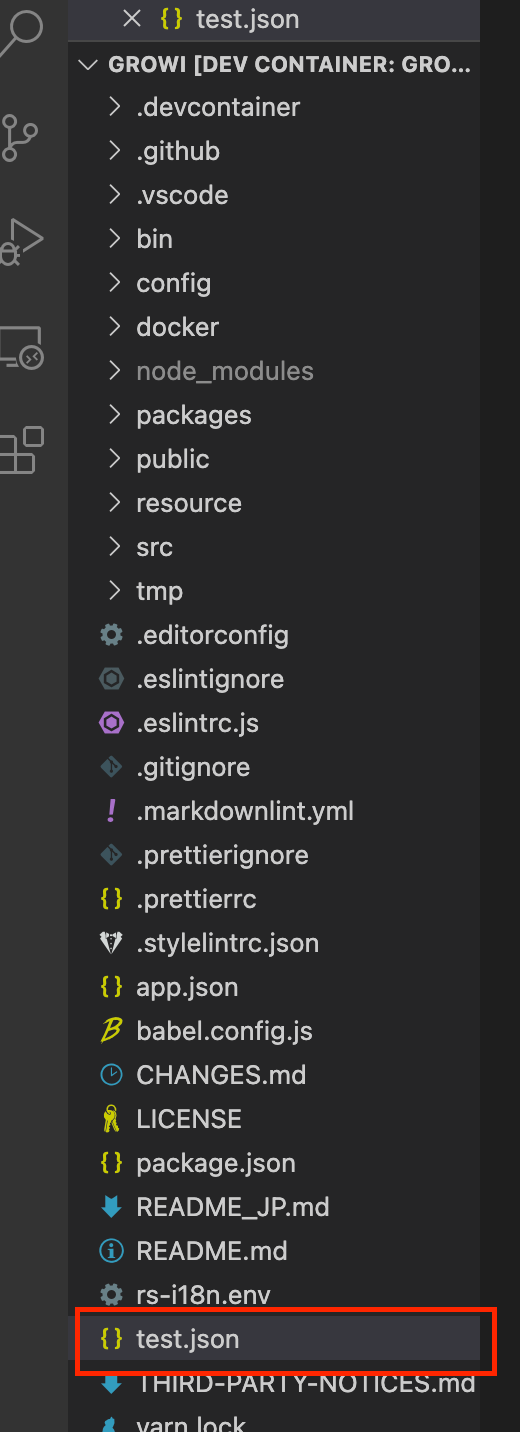 test.json
GROWI [DEV CONTAINER: GRO...
.devcontainer
.github
.vscode
bin
config
docker
node_modules
packages
public
resource
src
tmp
.editorconfig
.eslintignore
.eslintrc.js
.gitignore
.markdownlint.yml
.prettierignore
.prettierrc
.stylelintrc.json
app.json
babel.config.js
CHANGES.md
LICENSE
package.json
README_JP.md
README.md
rs-i18n.env
test.json
THIRD-PARTY-NOTICES.md
yarn.lock